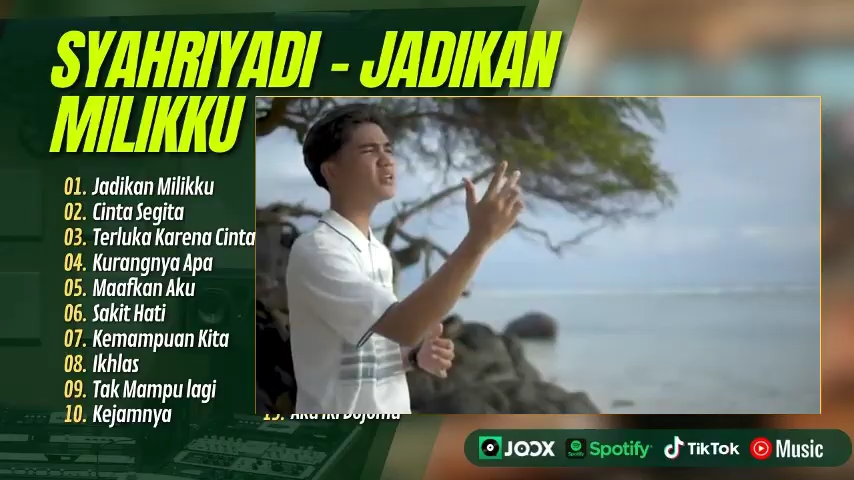 SYAHRIYADI - JADIKAN
MILIKKU
01. Jadikan Milikku
02. Cinta Segita
03. Terluka Karena Cinta
04. Kurangnya Apa
05. Maafkan Aku
06. Sakit Hati
07. Kemampuan Kita
08. Ikhlas
09. Tak Mampu lagi
10. Kejamnya
JOOX Spotify TikTok Music